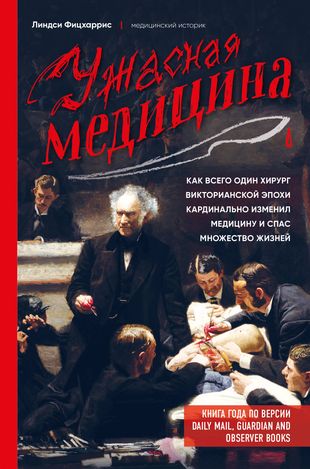 Линдси Фицхаррис | медицинский историк
Ужасная
медицина
КАК ВСЕГО ОДИН ХИРУРГ
ВИКТОРИАНСКОЙ ЭПОХИ
КАРДИНАЛЬНО ИЗМЕНИЛ
МЕДИЦИНУ И СПАС
МНОЖЕСТВО ЖИЗНЕЙ
КНИГА ГОДА ПО ВЕРСИИ
DAILY MAIL, GUARDIAN AND
OBSERVER BOOKS